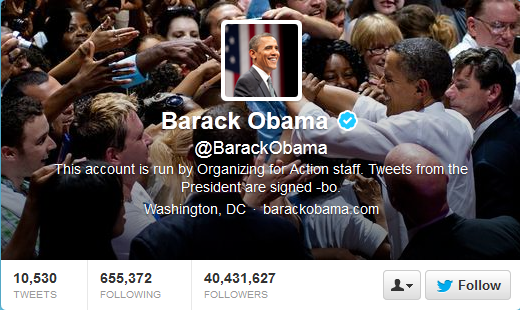 Barack Obama
@BarackObama
This account is run by Organizing for Action staff. Tweets from the
President are signed -bo.
Washington, DC · barackobama.com
10,530 655,372 40,431,627 Follow
TWEETS FOLLOWING FOLLOWERS